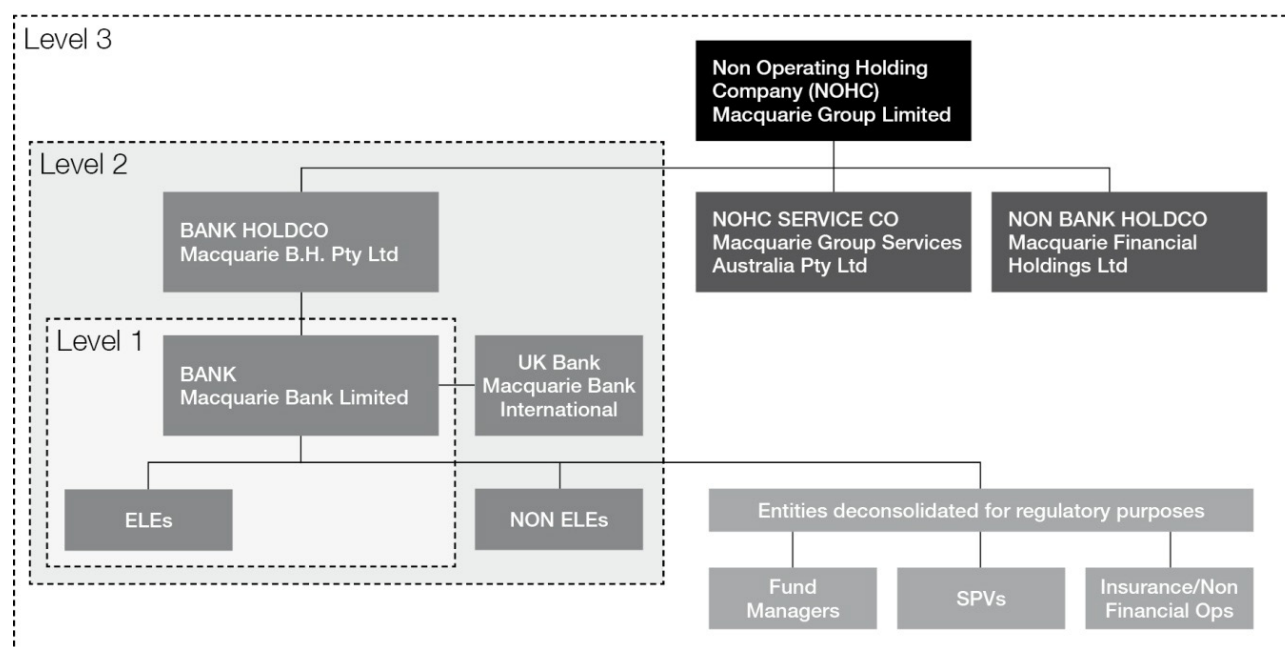 Level 3
Non Operating Holding
Company (NOHC)
Macquarie Group Limited
Level 2
BANK HOLDCO
Macquarie B.H. Pty Ltd
NOHC SERVICE CO
Macquarie Group Services
Australia Pty Ltd
NON BANK HOLDCO
Macquarie Financial
Holdings Ltd
Level 1
BANK
Macquarie Bank Limited
UK Bank
Macquarie Bank
International
ELEs
NON ELEs
Entities deconsolidated for regulatory purposes
Fund
Managers
SPVs
Insurance/Non
Financial Ops